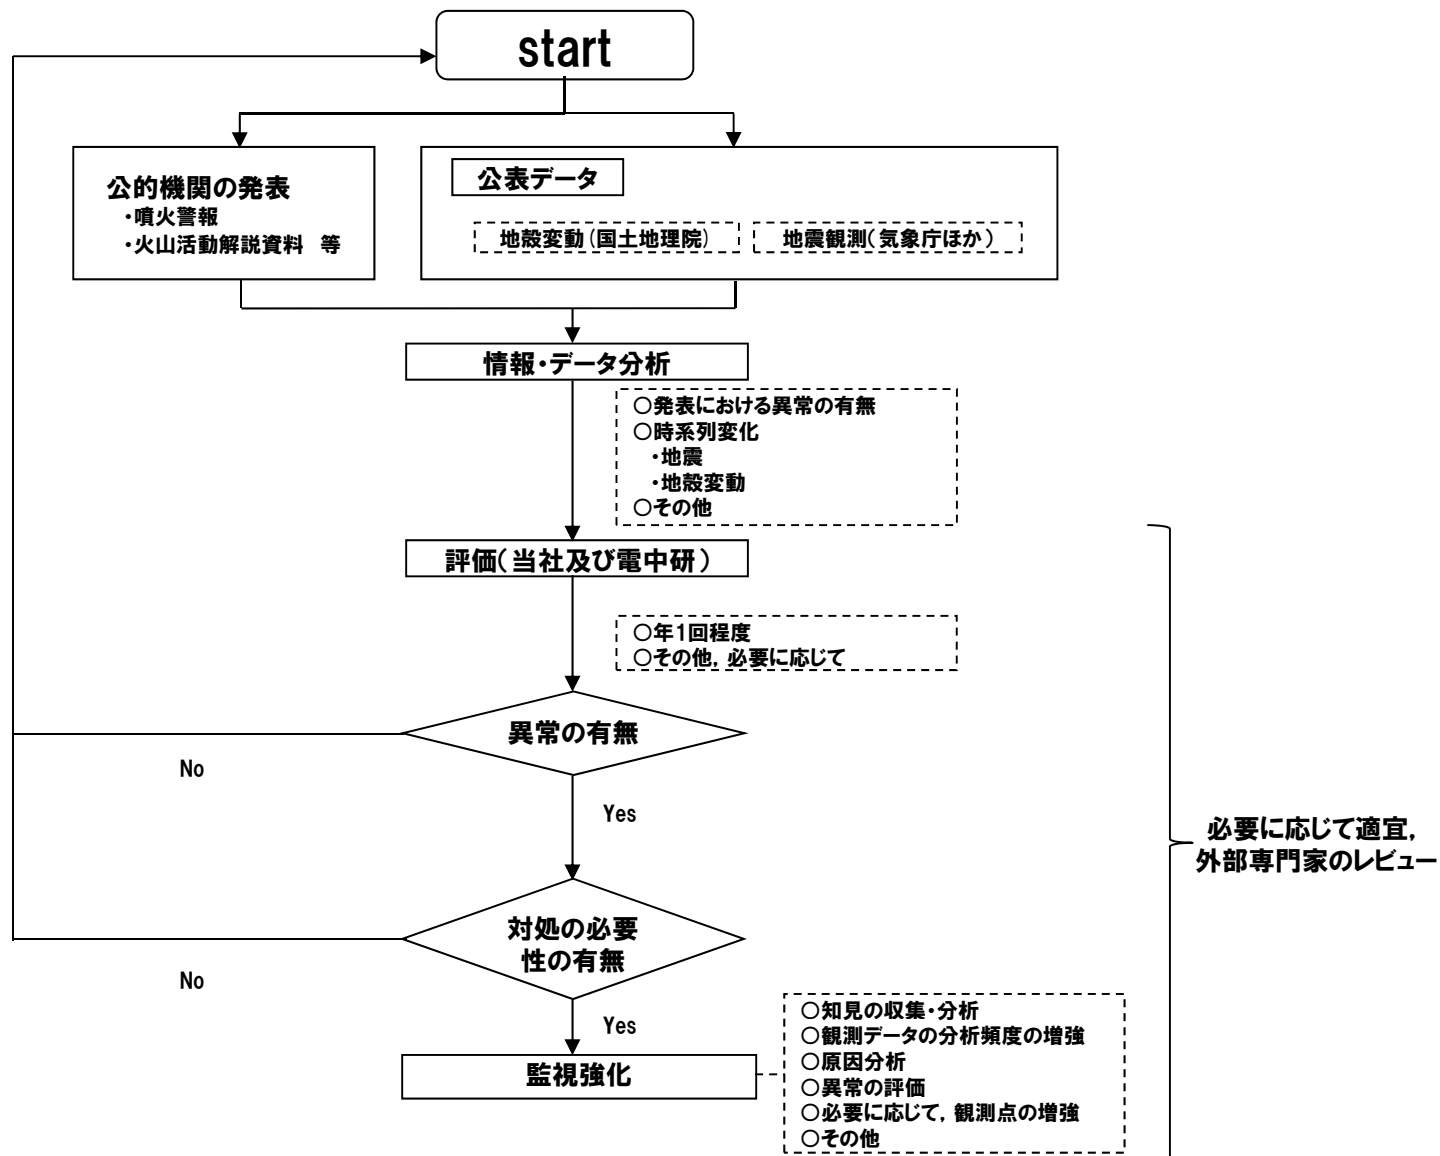 start
公的機関の発表
・噴火警報
・火山活動解説資料　等
公表データ
地殻変動(国土地理院)
地震観測(気象庁ほか)
情報・データ分析
○発表における異常の有無
○時系列変化
・地震
・地殻変動
○その他
評価(当社及び電中研)
○年1回程度
○その他，必要に応じて
異常の有無
No
Yes
必要に応じて適宜，
外部専門家のレビュー
対処の必要
性の有無
No
Yes
監視強化
○知見の収集・分析
○観測データの分析頻度の増強
○原因分析
○異常の評価
○必要に応じて，観測点の増強
○その他